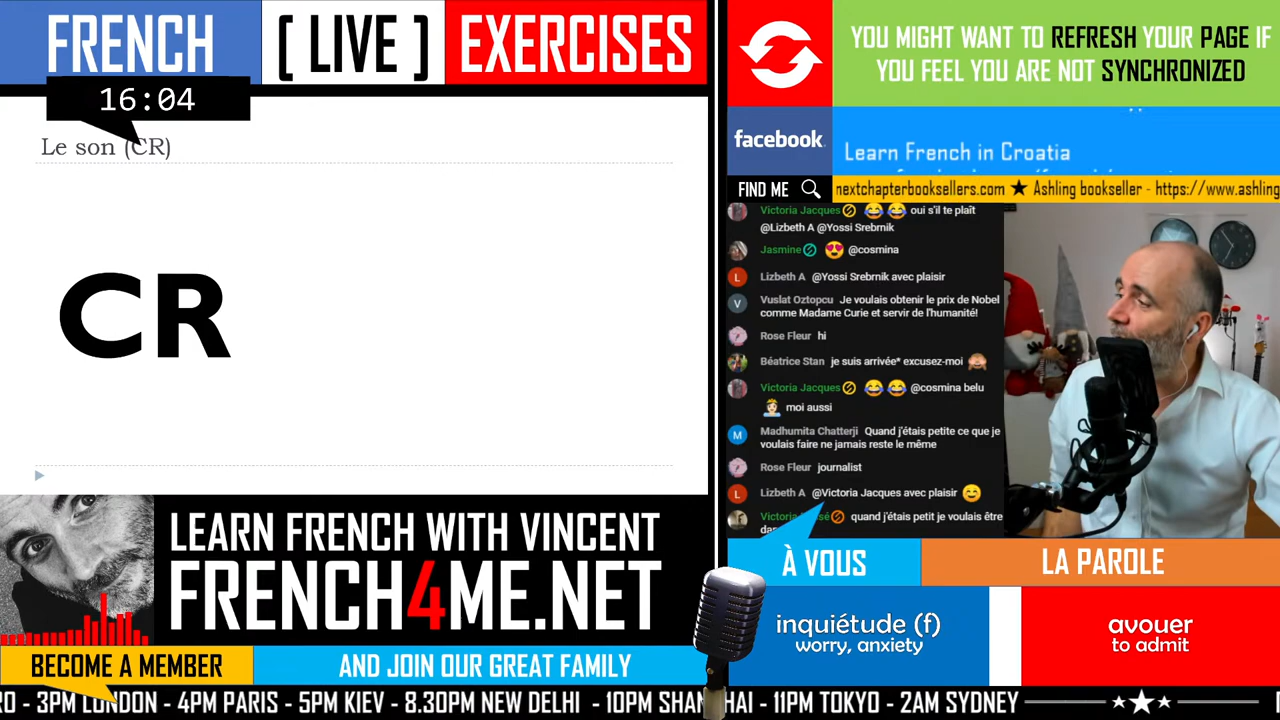 FRENCH [ LIVE ] EXERCISES
16:04
Le son (CR)
CR
LEARN FRENCH WITH VINCENT
FRENCH4ME.NET
BECOME A MEMBER
AND JOIN OUR GREAT FAMILY
YOU MIGHT WANT TO REFRESH YOUR PAGE IF
YOU FEEL YOU ARE NOT SYNCHRONIZED
facebook.
Learn French in Croatia
FIND ME
nextchapterbooksellers.com ★ Ashling bookseller - https://www.ashling
Victoria Jacques 😂 😂 oui s'il te plaît
@Lizbeth A @Yossi Srebrnik
Jasmine 😍 @cosmina
L Lizbeth A @Yossi Srebrnik avec plaisir
V Vuslat Oztopcu Je voulais obtenir le prix de Nobel
comme Madame Curie et servir de l'humanité!
Rose Fleur hi
Béatrice Stan je suis arrivée* excusez-moi 🙈
Victoria Jacques 😂 😂 @cosmina belu
👸🏻 moi aussi
M Madhumita Chatterji Quand j'étais petite ce que je
voulais faire ne jamais reste le même
Rose Fleur journalist
L Lizbeth A @Victoria Jacques avec plaisir 😊
Victoria quand j'étais petit je voulais être
À VOUS
LA PAROLE
inquiétude (f)
worry, anxiety
avouer
to admit
RO - 3PM LONDON - 4PM PARIS - 5PM KIEV - 8.30PM NEW DELHI - 10PM SHANGHAI - 11PM TOKYO - 2AM SYDNEY